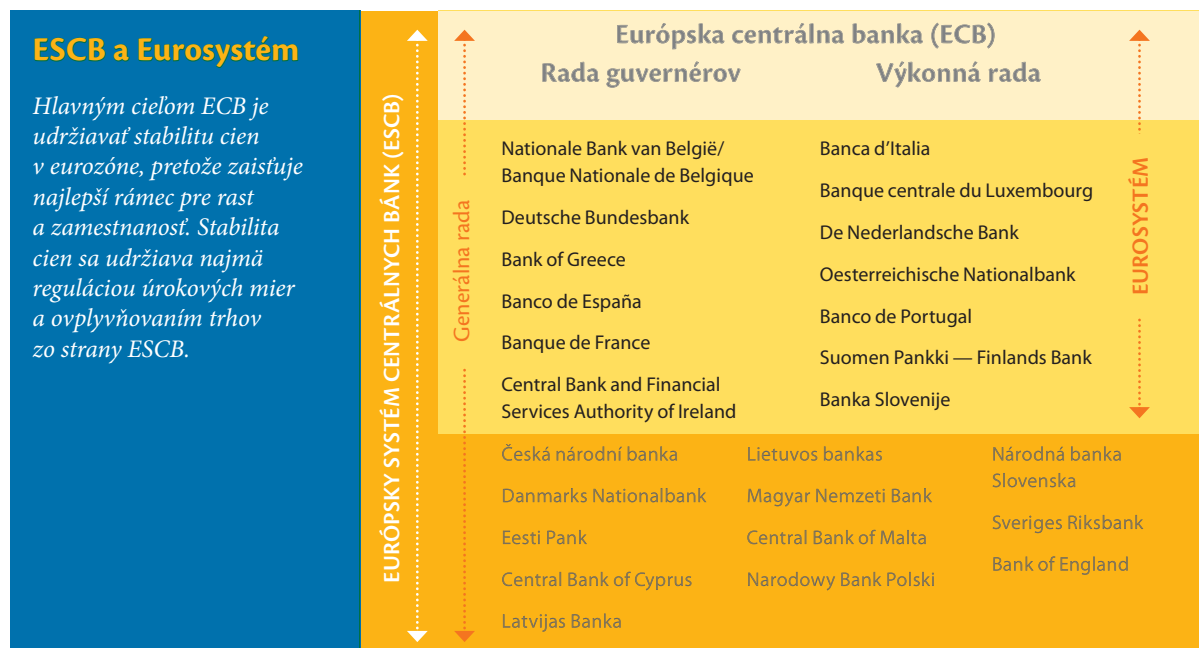 ESCB a Eurosystém
Hlavným cieľom ECB je
udržiavať stabilitu cien
v eurozóne, pretože zaisťuje
najlepší rámec pre rast
a zamestnanosť. Stabilita
cien sa udržiava najmä
reguláciou úrokových mier
a ovplyvňovaním trhov
zo strany ESCB.
EURÓPSKY SYSTÉM CENTRÁLNYCH BÁNK (ESCB)
Generálna rada
Európska centrálna banka (ECB)
Rada guvernérov
Výkonná rada
Nationale Bank van België/
Banque Nationale de Belgique
Deutsche Bundesbank
Bank of Greece
Banco de España
Banque de France
Central Bank and Financial
Services Authority of Ireland
Banca d’Italia
Banque centrale du Luxembourg
De Nederlandsche Bank
Oesterreichische Nationalbank
Banco de Portugal
Suomen Pankki — Finlands Bank
Banka Slovenije
EUROSYSTÉM
Česká národní banka
Danmarks Nationalbank
Eesti Pank
Central Bank of Cyprus
Latvijas Banka
Lietuvos bankas
Magyar Nemzeti Bank
Central Bank of Malta
Narodowy Bank Polski
Národná banka
Slovenska
Sveriges Riksbank
Bank of England